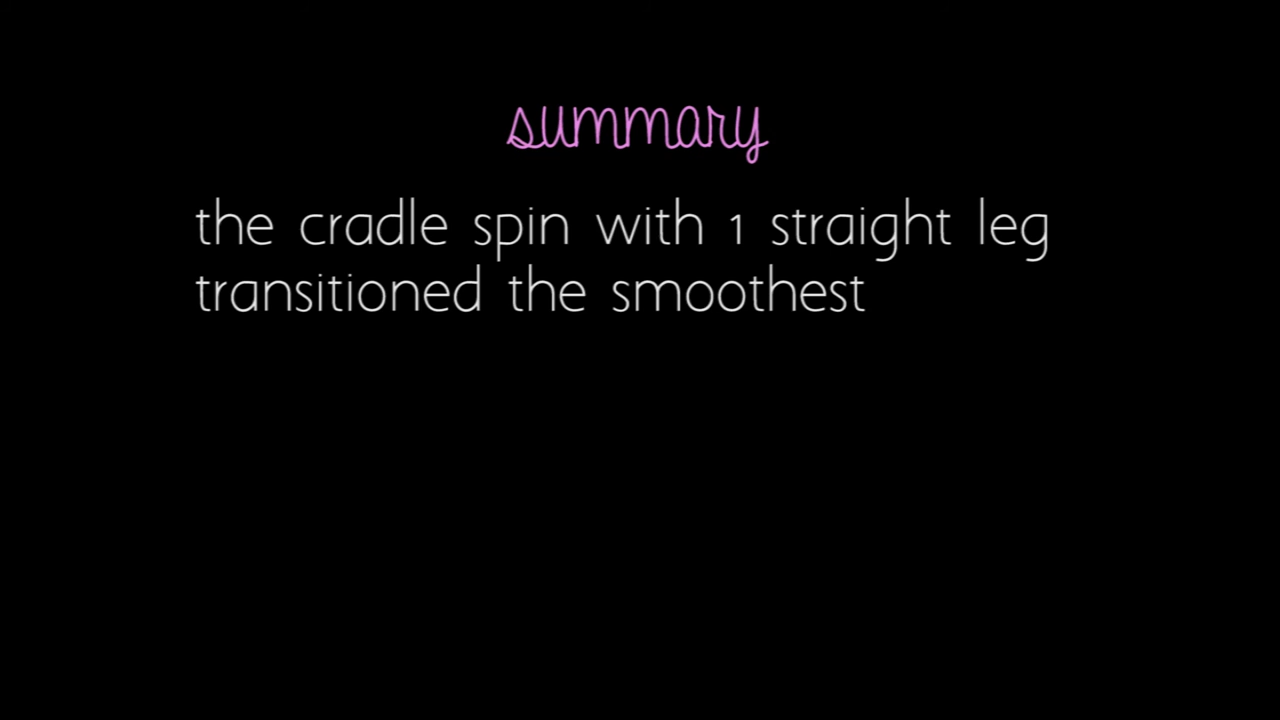 summary
the cradle spin with 1 straight leg
transitioned the smoothest